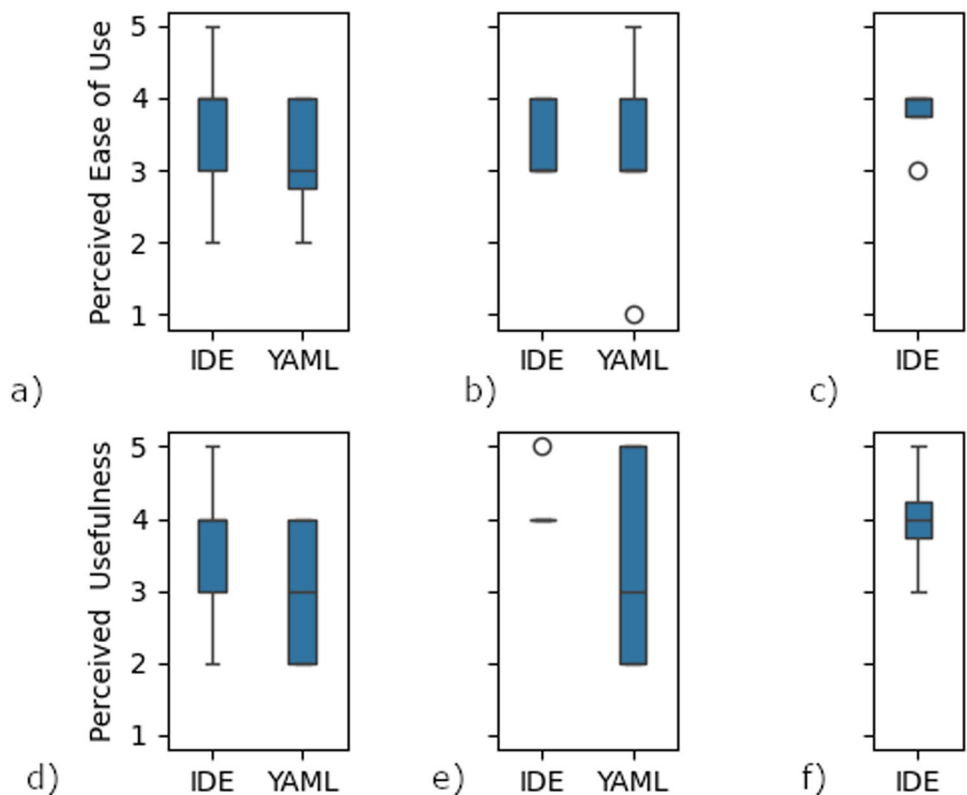 Perceived Ease of Use
5
4
3
2
1
IDE YAML
IDE YAML
IDE
a)
b)
c)
Perceived Usefulness
5
4
3
2
1
IDE YAML
IDE YAML
IDE
d)
e)
f)